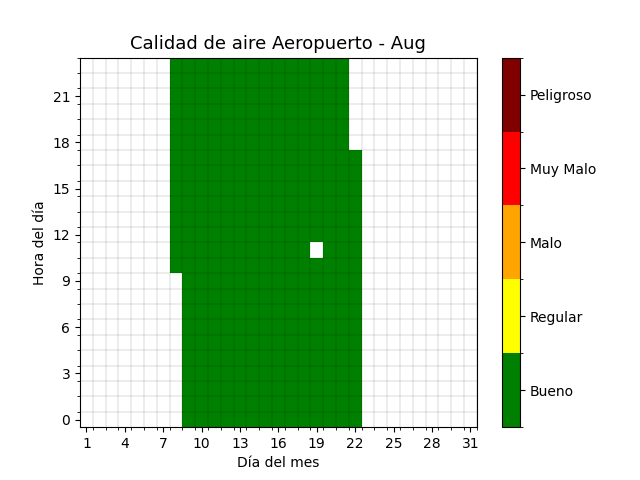 Calidad de aire Aeropuerto - Aug
Hora del día
21
18
15
12
9
6
3
0
1 4 7 10 13 16 19 22 25 28 31
Día del mes
Peligroso
Muy Malo
Malo
Regular
Bueno